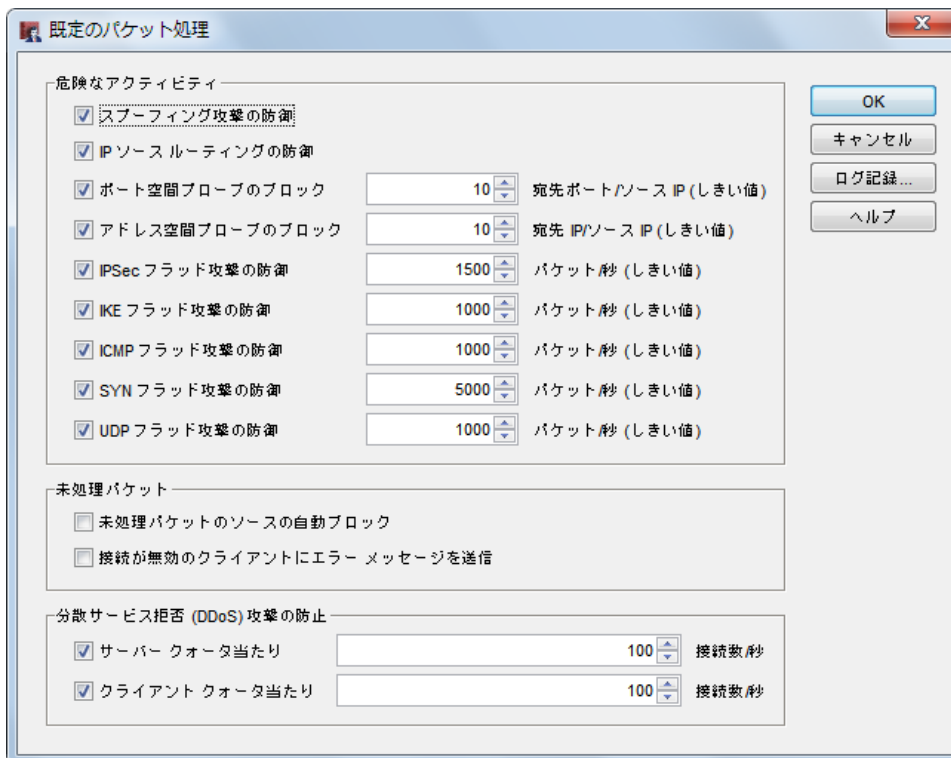 既定のパケット処理
危険なアクティビティ
スプーフィング攻撃の防御
IP ソース ルーティングの防御
ポート空間プローブのブロック 10 宛先ポート/ソース IP (しきい値)
アドレス空間プローブのブロック 10 宛先 IP/ソース IP (しきい値)
IPSec フラッド攻撃の防御 1500 パケット/秒 (しきい値)
IKE フラッド攻撃の防御 1000 パケット/秒 (しきい値)
ICMP フラッド攻撃の防御 1000 パケット/秒 (しきい値)
SYN フラッド攻撃の防御 5000 パケット/秒 (しきい値)
UDP フラッド攻撃の防御 1000 パケット/秒 (しきい値)
未処理パケット
未処理パケットのソースの自動ブロック
接続が無効のクライアントにエラー メッセージを送信
分散サービス拒否 (DDoS) 攻撃の防止
サーバー クォータ当たり 100 接続数/秒
クライアント クォータ当たり 100 接続数/秒
OK
キャンセル
ログ記録...
ヘルプ